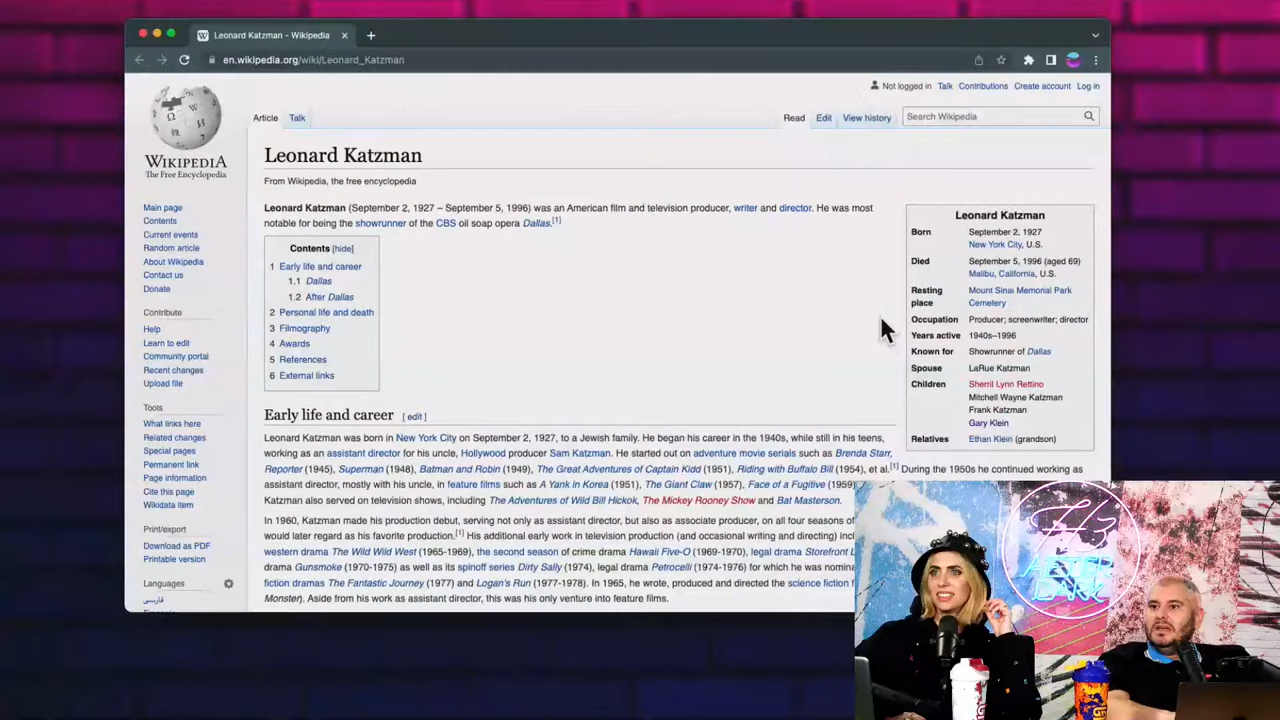 Leonard Katzman - Wikipedia
en.wikipedia.org/wiki/Leonard_Katzman
Not logged in Talk Contributions Create account Log in
Article Talk
Read Edit View history Search Wikipedia
WIKIPEDIA
The Free Encyclopedia
Main page
Contents
Current events
Random article
About Wikipedia
Contact us
Donate
Contribute
Help
Learn to edit
Community portal
Recent changes
Upload file
Tools
What links here
Related changes
Special pages
Permanent link
Page information
Cite this page
Wikidata item
Print/export
Download as PDF
Printable version
Languages
فارسی
Leonard Katzman
From Wikipedia, the free encyclopedia
Leonard Katzman (September 2, 1927 – September 5, 1996) was an American film and television producer, writer and director. He was most
notable for being the showrunner of the CBS oil soap opera Dallas.[1]
Contents [hide]
1 Early life and career
1.1 Dallas
1.2 After Dallas
2 Personal life and death
3 Filmography
4 Awards
5 References
6 External links
Leonard Katzman
Born September 2, 1927
New York City, U.S.
Died September 5, 1996 (aged 69)
Malibu, California, U.S.
Resting place Mount Sinai Memorial Park
Cemetery
Occupation Producer; screenwriter; director
Years active 1940s–1996
Known for Showrunner of Dallas
Spouse LaRue Katzman
Children Sherril Lynn Rettino
Mitchell Wayne Katzman
Frank Katzman
Gary Klein
Relatives Ethan Klein (grandson)
Early life and career [ edit ]
Leonard Katzman was born in New York City on September 2, 1927, to a Jewish family. He began his career in the 1940s, while still in his teens,
working as an assistant director for his uncle, Hollywood producer Sam Katzman. He started out on adventure movie serials such as Brenda Starr,
Reporter (1945), Superman (1948), Batman and Robin (1949), The Great Adventures of Captain Kidd (1951), Riding with Buffalo Bill (1954), et al.[1] During the 1950s he continued working as
assistant director, mostly with his uncle, in feature films such as A Yank in Korea (1951), The Giant Claw (1957), Face of a Fugitive (1959
Katzman also served on television shows, including The Adventures of Wild Bill Hickok, The Mickey Rooney Show and Bat Masterson.
In 1960, Katzman made his production debut, serving not only as assistant director, but also as associate producer, on all four seasons of
would later regard as his favorite production.[1] His additional early work in television production (and occasional writing and directing) incl
western drama The Wild Wild West (1965-1969), the second season of crime drama Hawaii Five-O (1969-1970), legal drama Storefront L
Gunsmoke (1970-1975) as well as its spinoff series Dirty Sally (1974), legal drama Petrocelli (1974-1976) for which he was nomina
fiction dramas The Fantastic Journey (1977) and Logan's Run (1977-1978). In 1965, he wrote, produced and directed the science fiction f
Monster). Aside from his work as assistant director, this was his only venture into feature films.
H3
AFTER
DARK